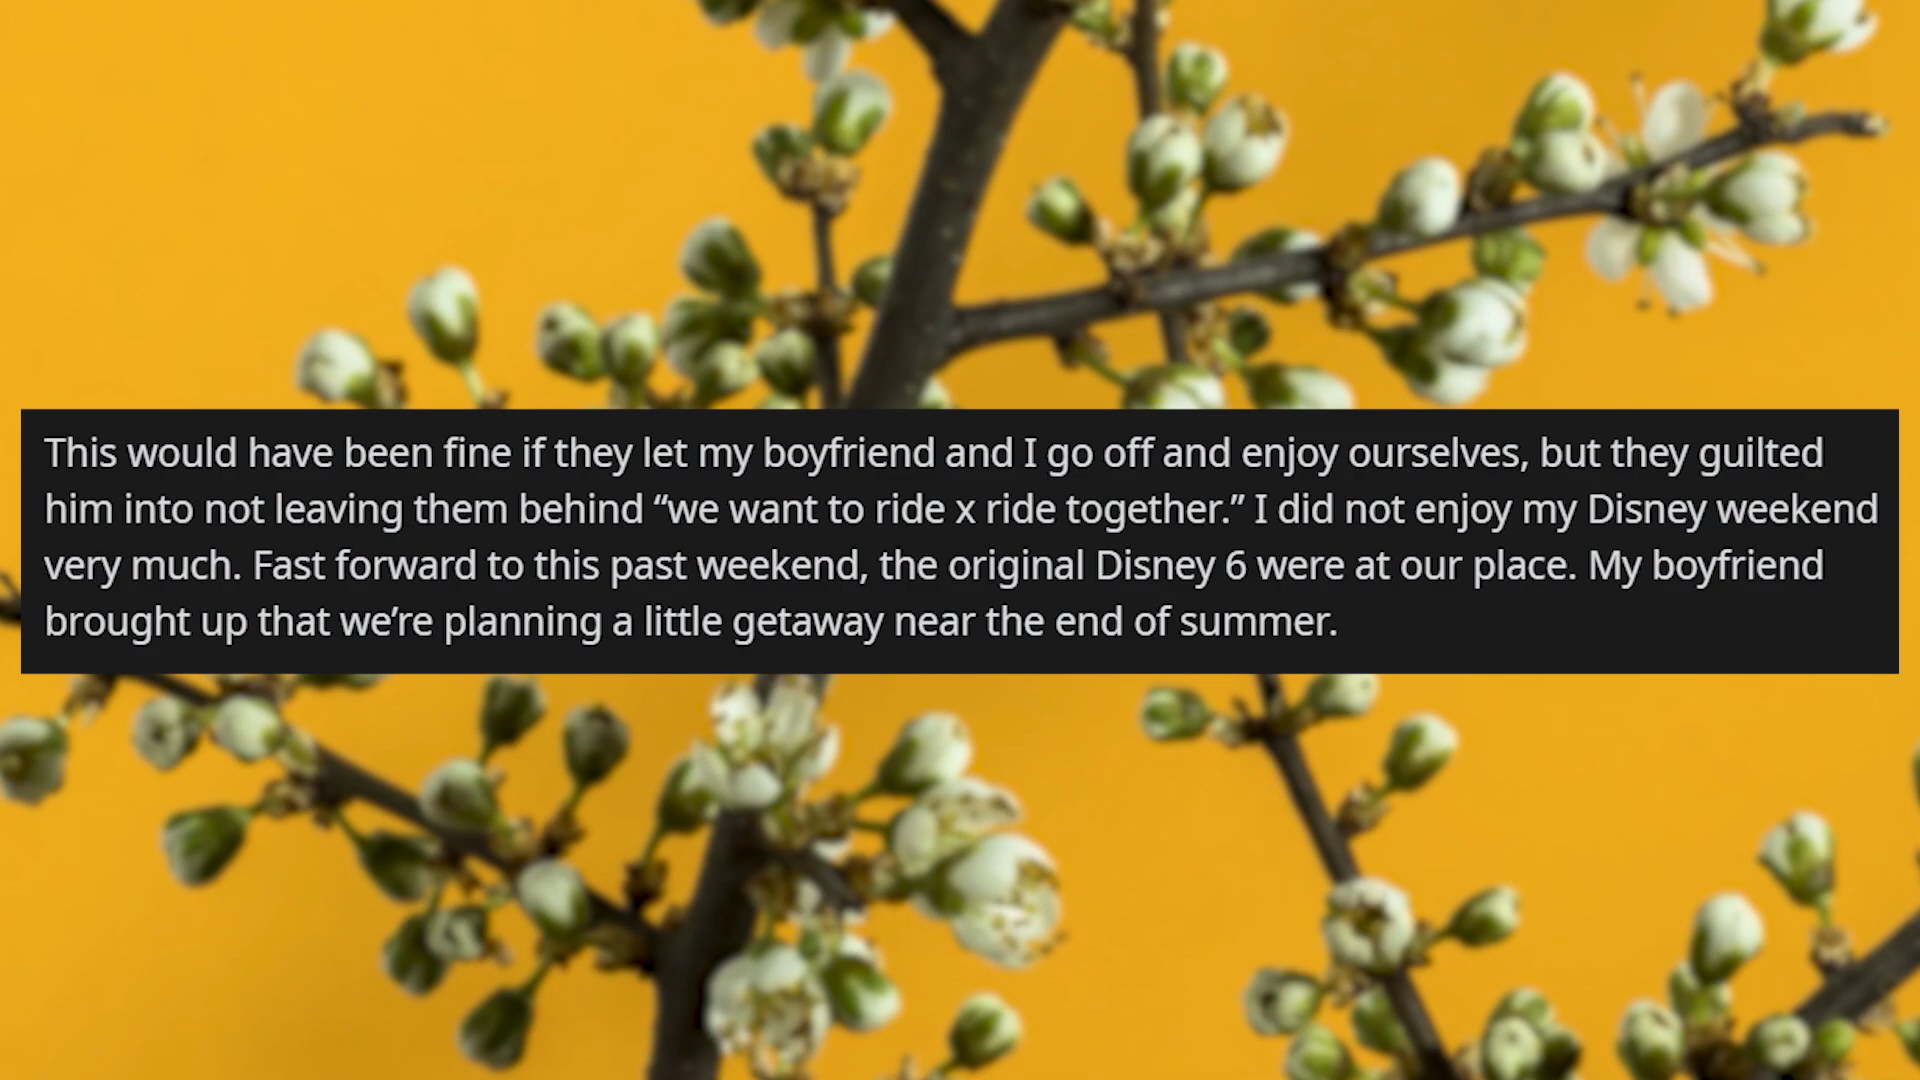 This would have been fine if they let my boyfriend and I go off and enjoy ourselves, but they guilted
him into not leaving them behind “we want to ride x ride together.” I did not enjoy my Disney weekend
very much. Fast forward to this past weekend, the original Disney 6 were at our place. My boyfriend
brought up that we’re planning a little getaway near the end of summer.